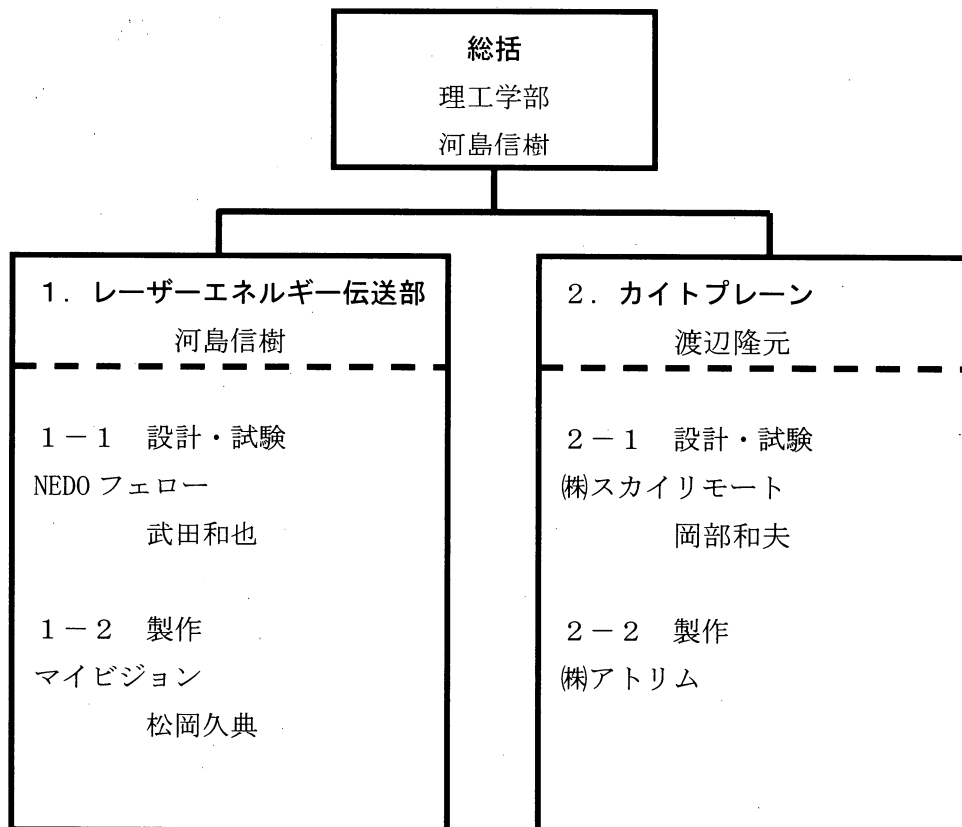 総括
理工学部
河島信樹
１．レーザーエネルギー伝送部
河島信樹
１－１　設計・試験
NEDOフェロー
武田和也
１－２　製作
マイビジョン
松岡久典
２．カイトプレーン
渡辺隆元
２－１　設計・試験
㈱スカイリモート
岡部和夫
２－２　製作
㈱アトリム